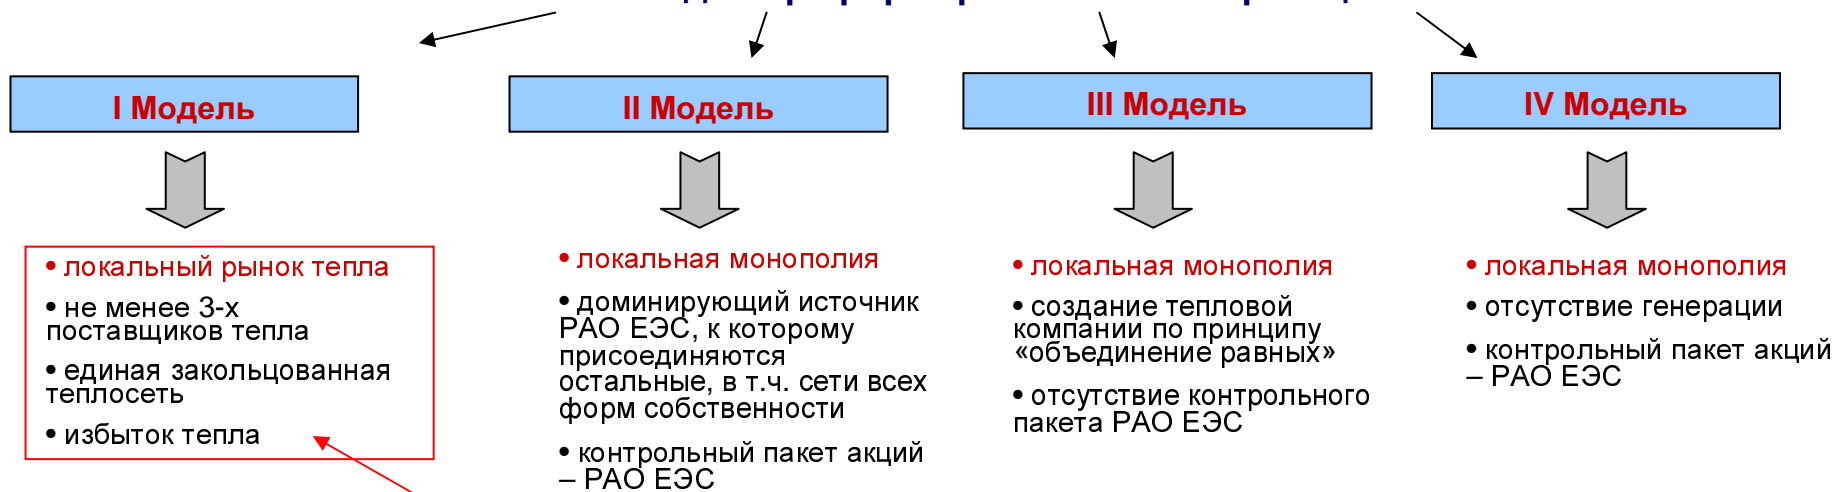 I Модель
• локальный рынок тепла
• не менее 3-х
поставщиков тепла
• единая закольцованная
теплосеть
• избыток тепла
II Модель
• локальная монополия
• доминирующий источник
РАО ЕЭС, к которому
присоединяются
остальные, в т.ч. сети всех
форм собственности
• контрольный пакет акций
– РАО ЕЭС
III Модель
• локальная монополия
• создание тепловой
компании по принципу
«объединение равных»
• отсутствие контрольного
пакета РАО ЕЭС
IV Модель
• локальная монополия
• отсутствие генерации
• контрольный пакет акций
– РАО ЕЭС